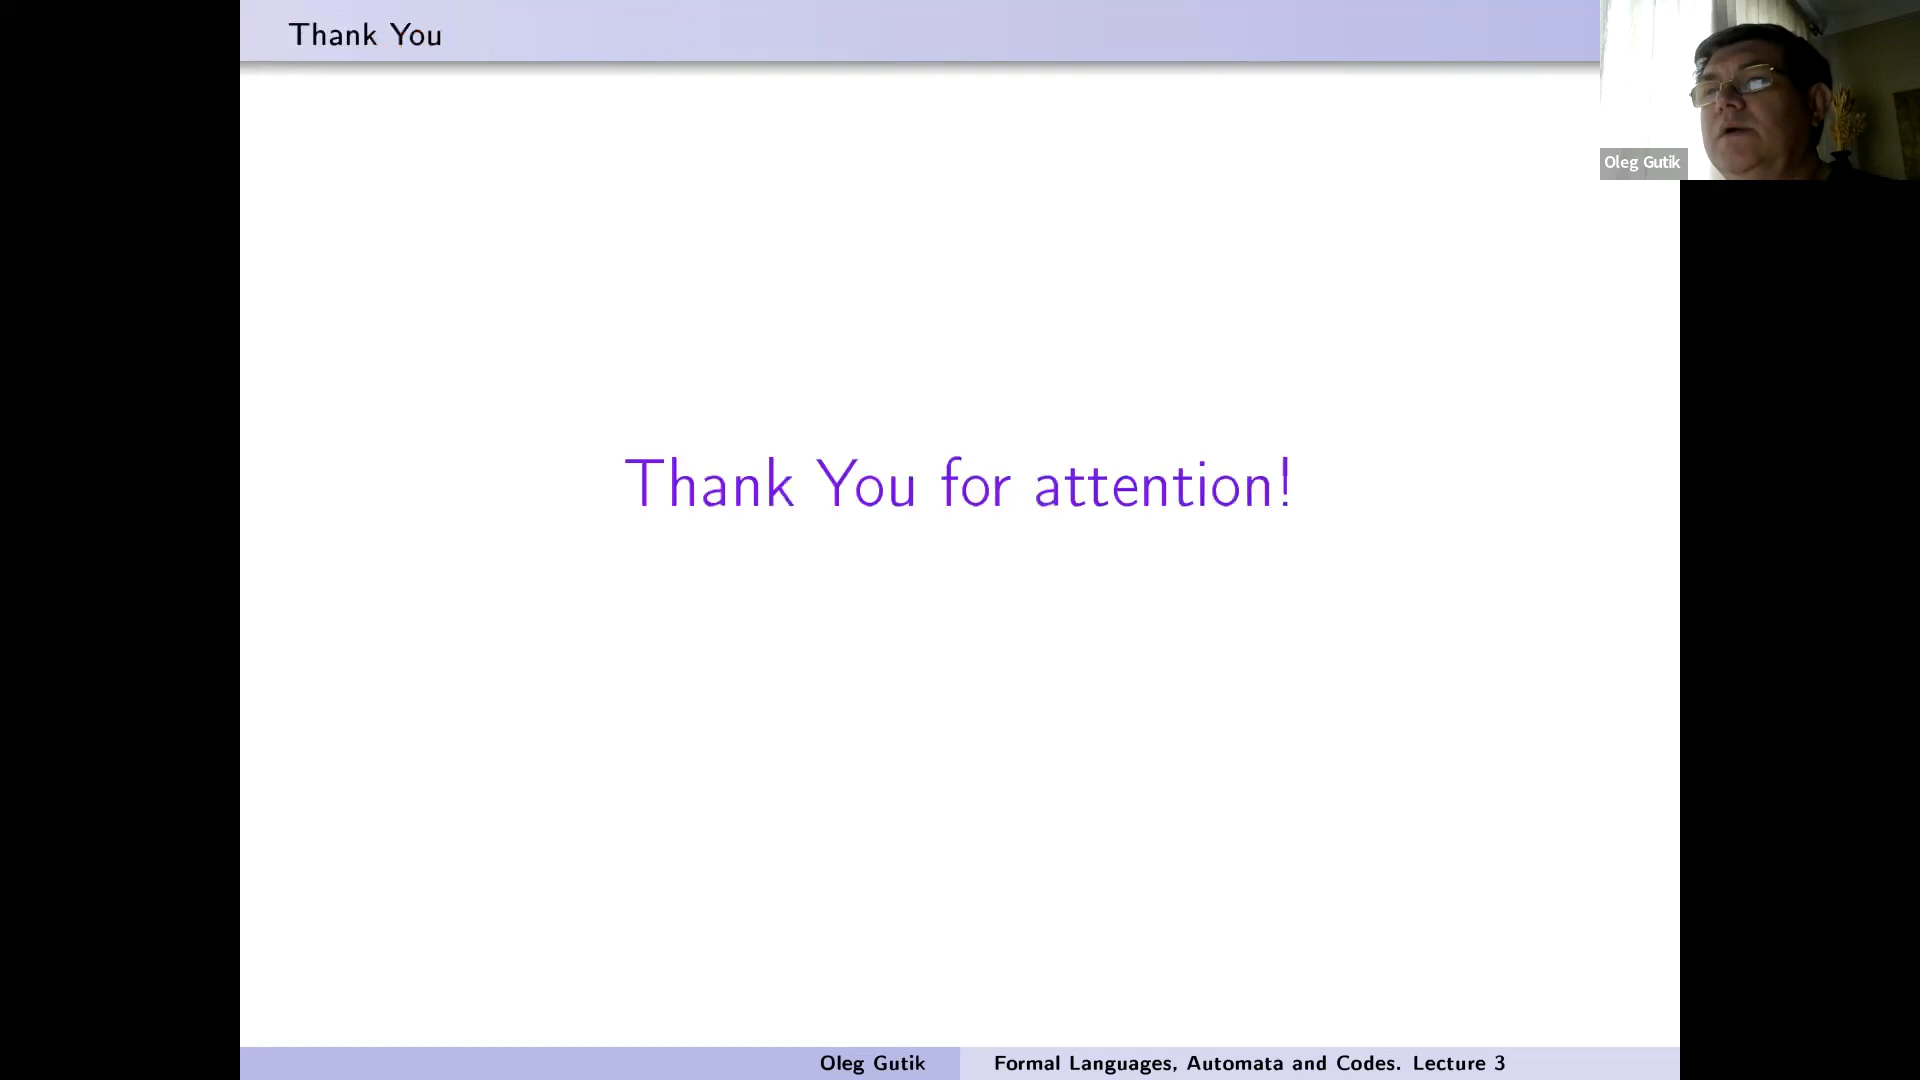 Thank You
Oleg Gutik
Thank You for attention!
Oleg Gutik
Formal Languages, Automata and Codes. Lecture 3